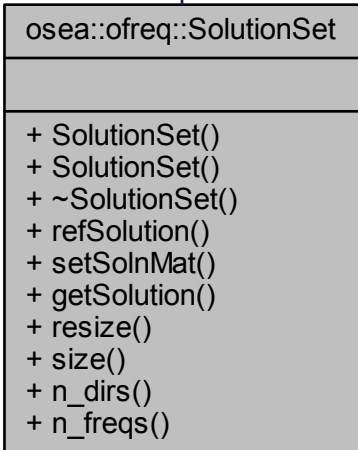 osea::ofreq::SolutionSet
+ SolutionSet()
+ SolutionSet()
+ ~SolutionSet()
+ refSolution()
+ setSolnMat()
+ getSolution()
+ resize()
+ size()
+ n_dirs()
+ n_freqs()